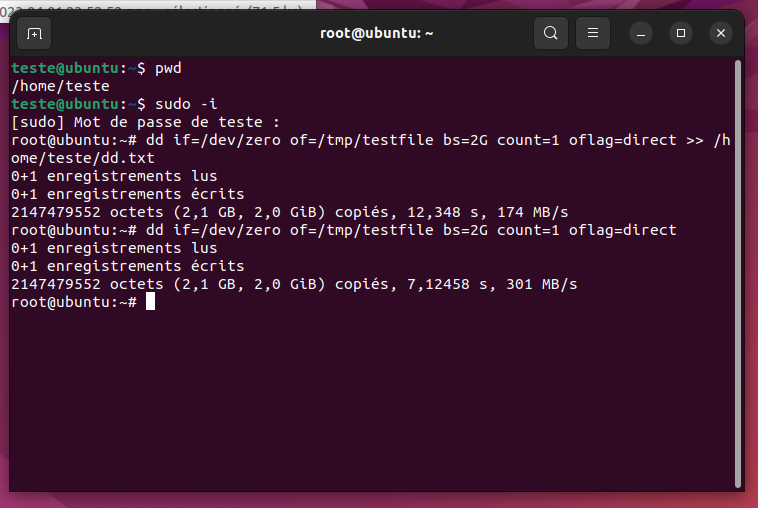 root@ubuntu: ~
teste@ubuntu:~$ pwd
/home/teste
teste@ubuntu:~$ sudo -i
[sudo] Mot de passe de teste :
root@ubuntu:~# dd if=/dev/zero of=/tmp/testfile bs=2G count=1 oflag=direct >> /h
ome/teste/dd.txt
0+1 enregistrements lus
0+1 enregistrements écrits
2147479552 octets (2,1 GB, 2,0 GiB) copiés, 12,348 s, 174 MB/s
root@ubuntu:~# dd if=/dev/zero of=/tmp/testfile bs=2G count=1 oflag=direct
0+1 enregistrements lus
0+1 enregistrements écrits
2147479552 octets (2,1 GB, 2,0 GiB) copiés, 7,12458 s, 301 MB/s
root@ubuntu:~#